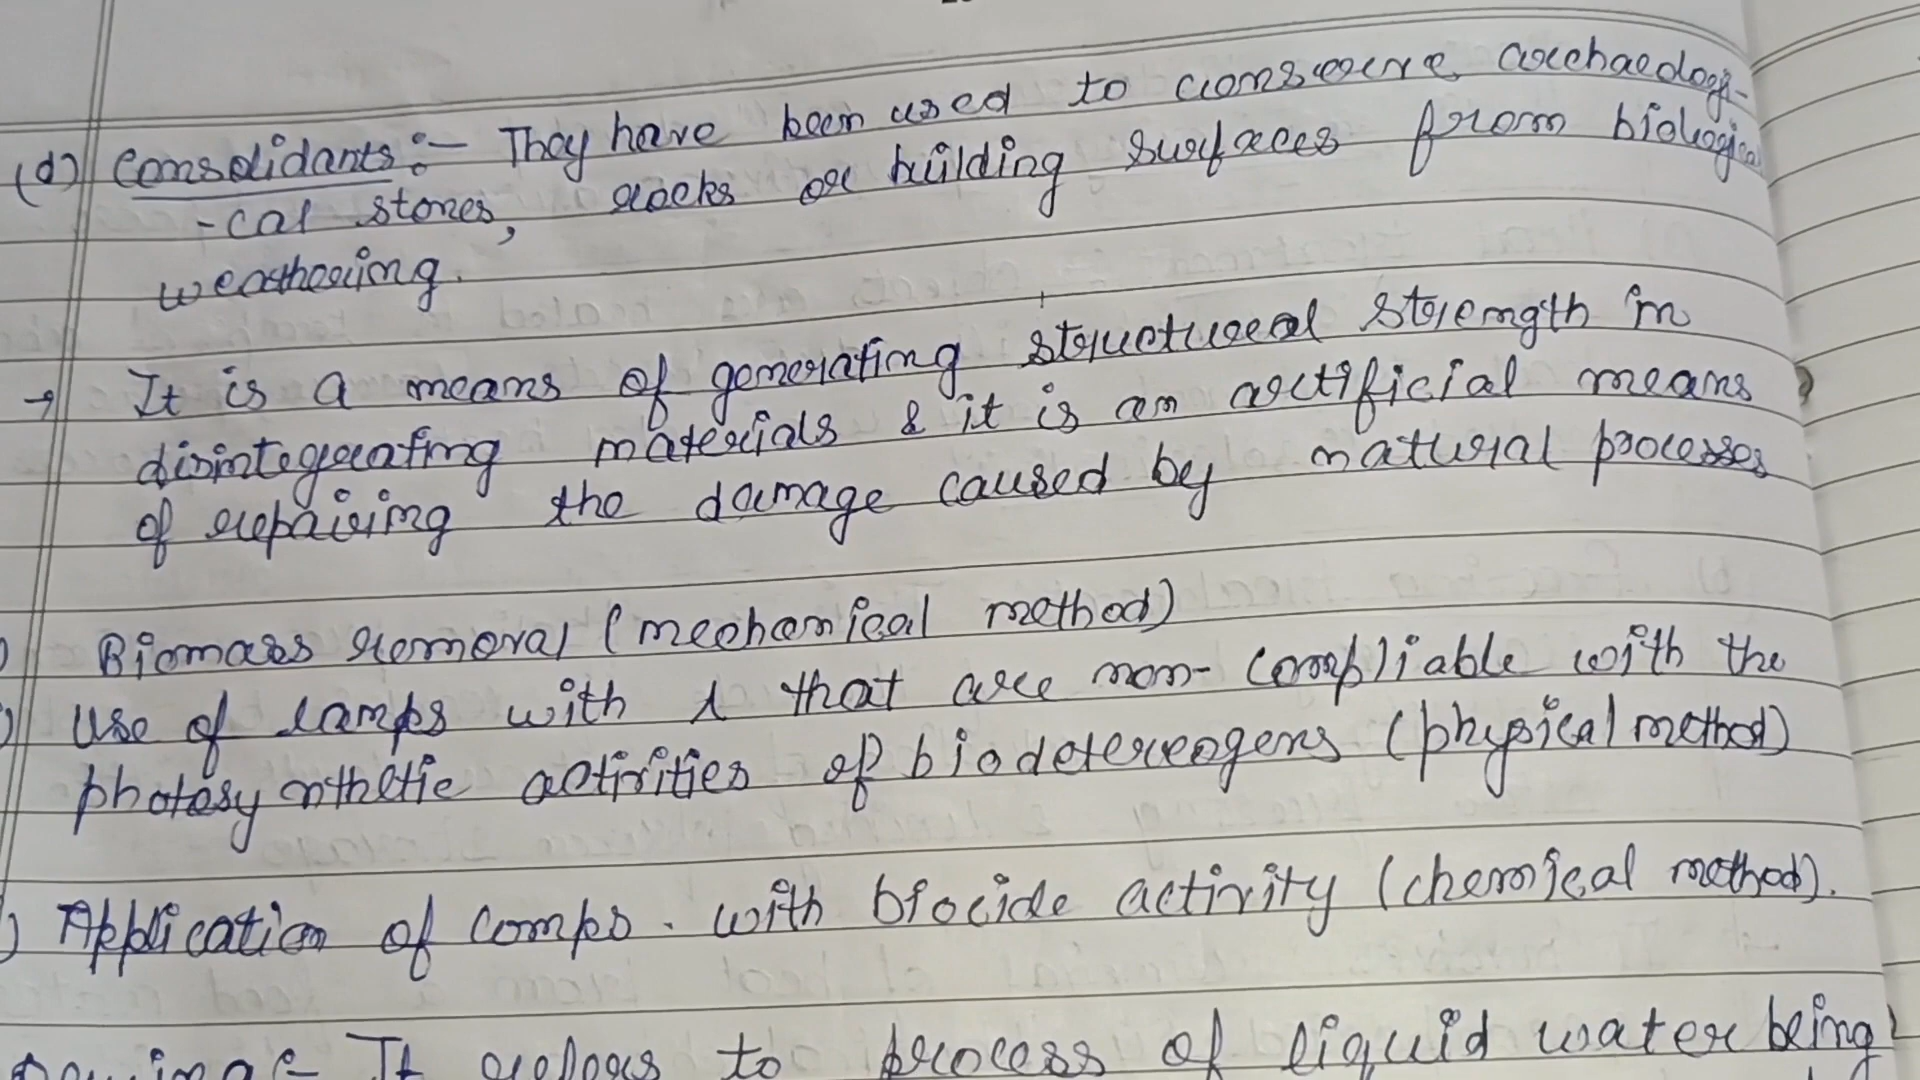 (d) Consolidants :- They have been used to conserve archaeologi-
-cal stones, rocks or building surfaces from biological
weathering.
→ It is a means of generating structural strength in
disintegrating materials & it is an artificial means
of repairing the damage caused by natural processes
) Biomass removal (mechanical method)
) Use of lamps with λ that are non-compliable with the
photosynthetic activities of biodetereogens (physical method)
) Application of comps. with biocide activity (chemical method).
It refers to process of liquid water being